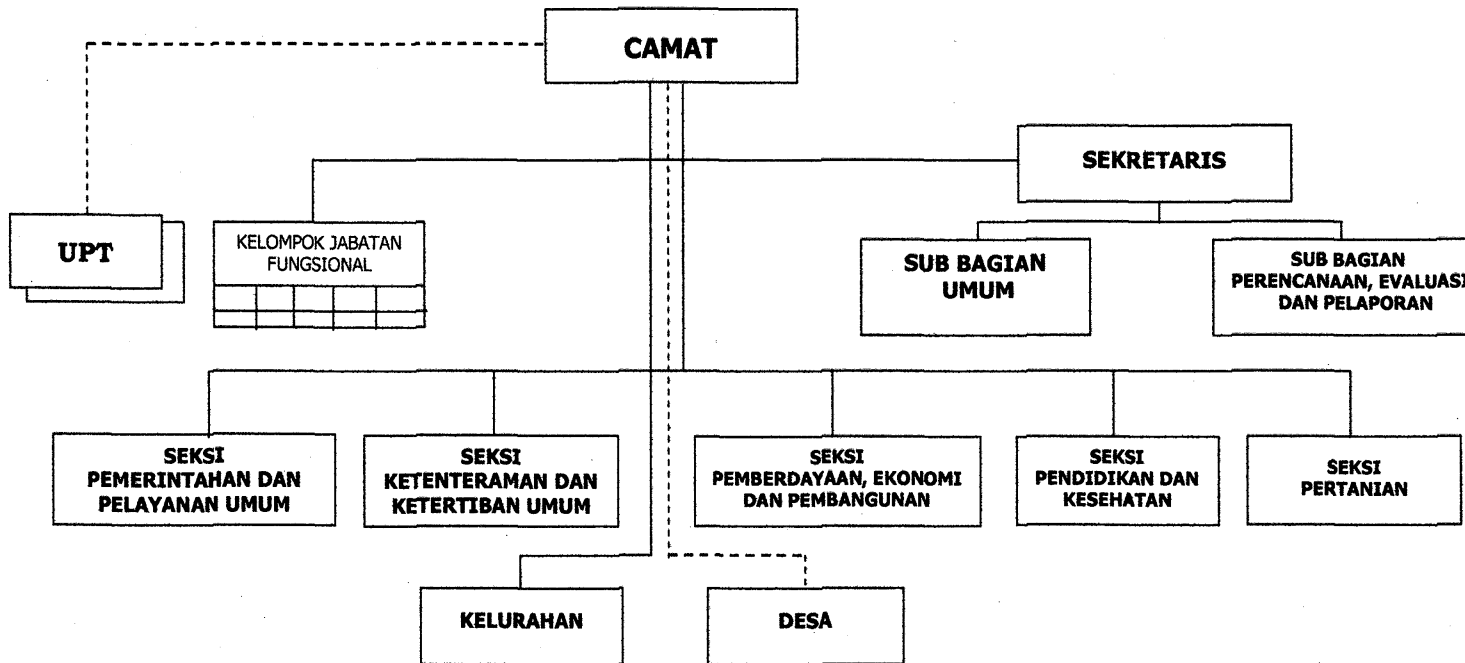 CAMAT
SEKRETARIS
UPT
KELOMPOK JABATAN
FUNGSIONAL
SUB BAGIAN
UMUM
SUB BAGIAN
PERENCANAAN, EVALUASI
DAN PELAPORAN
SEKSI
PEMERINTAHAN DAN
PELAYANAN UMUM
SEKSI
KETENTERAMAN DAN
KETERTIBAN UMUM
SEKSI
PEMBERDAYAAN, EKONOMI
DAN PEMBANGUNAN
SEKSI
PENDIDIKAN DAN
KESEHATAN
SEKSI
PERTANIAN
KELURAHAN
DESA